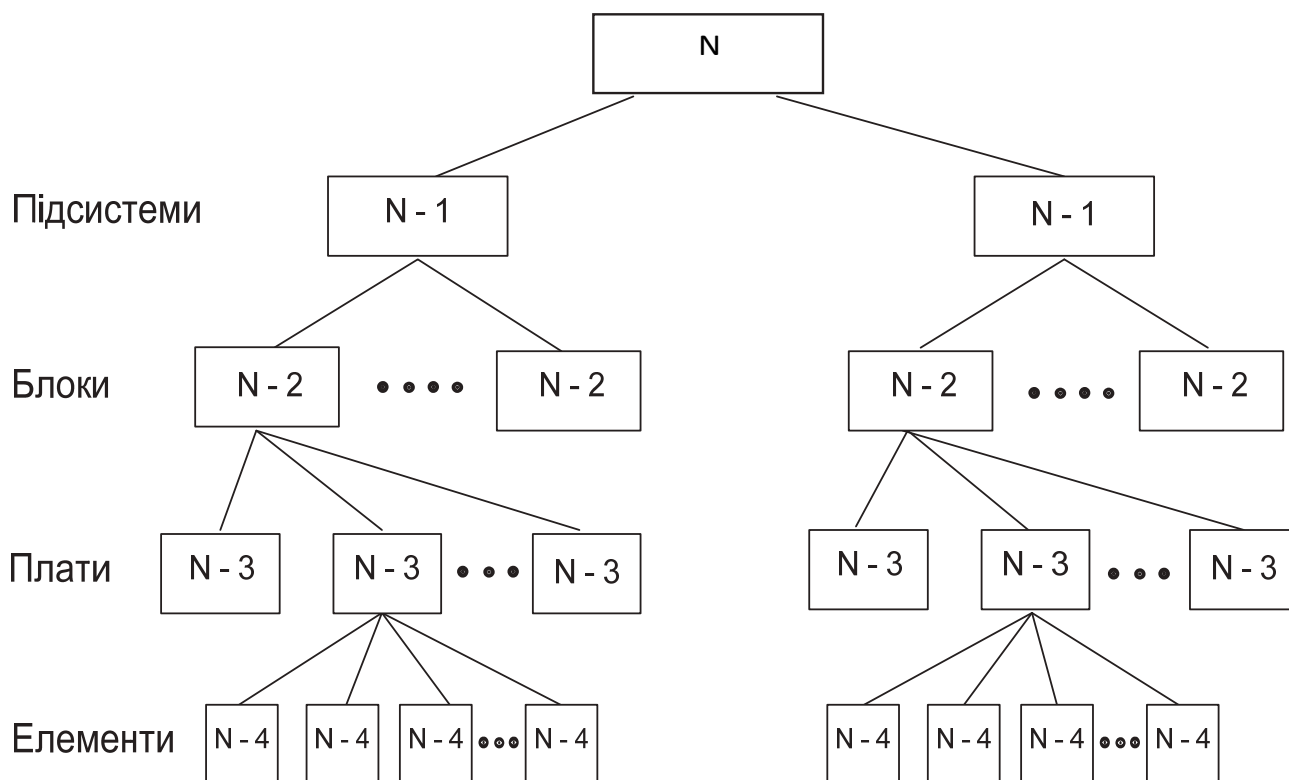 N
Підсистеми N - 1 N - 1
Блоки N - 2 N - 2 N - 2 N - 2
Плати N - 3 N - 3 N - 3 N - 3 N - 3 N - 3
Елементи N - 4 N - 4 N - 4 N - 4 N - 4 N - 4 N - 4 N - 4